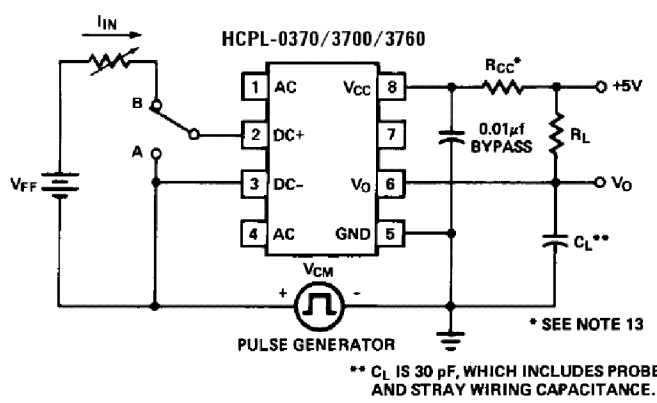 IIN
HCPL-0370/3700/3760
RCC*
+5V
1 AC
VCC 8
B
0.01µf
BYPASS
RL
2 DC+
7
A
VFF
3 DC-
VO 6
VO
4 AC
GND 5
CL**
VCM
+ -
PULSE GENERATOR
* SEE NOTE 13
** CL IS 30 pF, WHICH INCLUDES PROBE
AND STRAY WIRING CAPACITANCE.